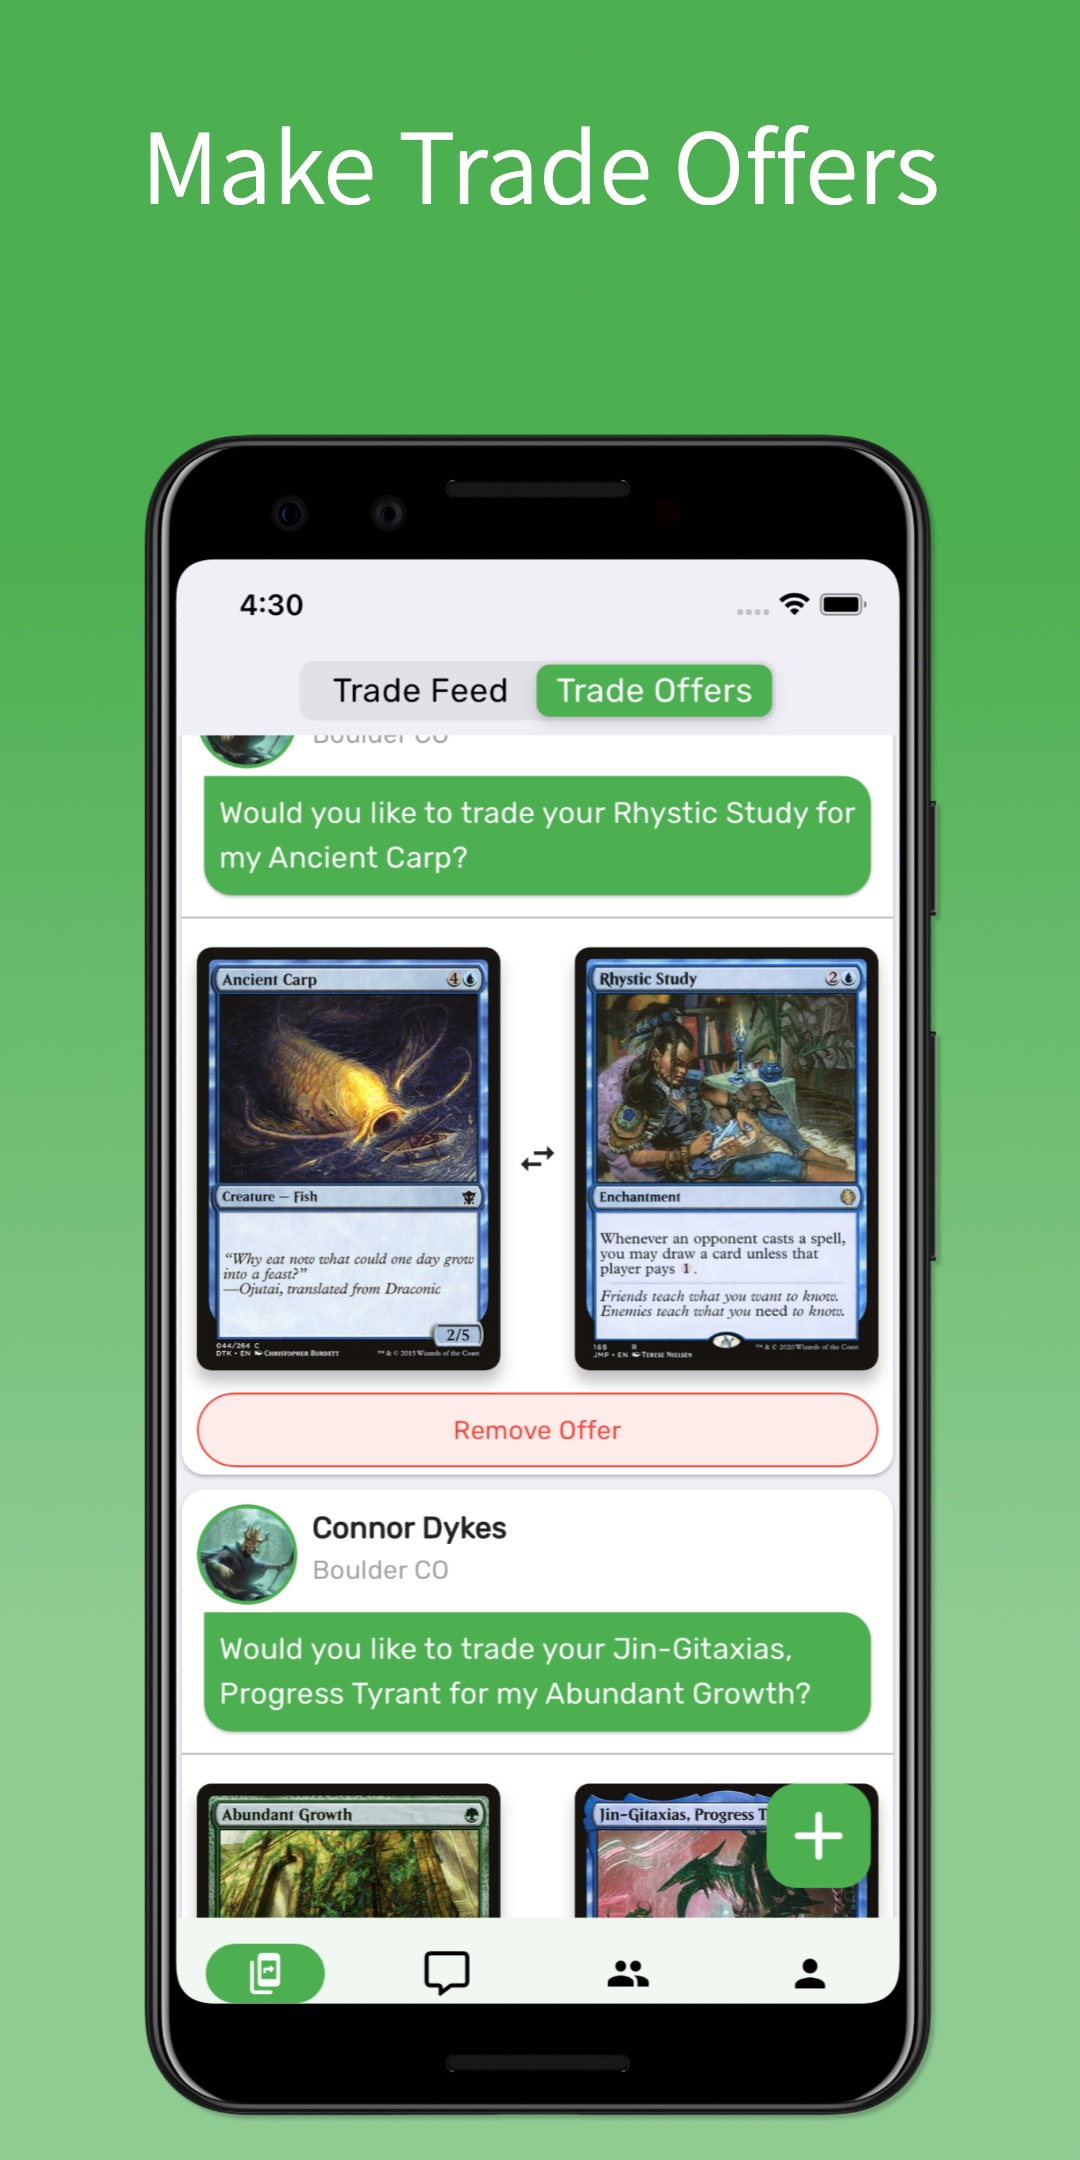 Make Trade Offers
4:30
Trade Feed
Trade Offers
Boulder CO
Would you like to trade your Rhystic Study for
my Ancient Carp?
Ancient Carp 4
Creature — Fish
“Why eat now what could one day grow
into a feast?”
—Ojutai, translated from Draconic
2/5
044/264 C
DTK • EN Christopher Burdett
™ & © 2015 Wizards of the Coast
Rhystic Study 2
Enchantment
Whenever an opponent casts a spell,
you may draw a card unless that
player pays 1.
Friends teach what you want to know.
Enemies teach what you need to know.
169 R
JMP • EN Terese Nielsen
™ & © 2020 Wizards of the Coast
Remove Offer
Connor Dykes
Boulder CO
Would you like to trade your Jin-Gitaxias,
Progress Tyrant for my Abundant Growth?
Abundant Growth
Jin-Gitaxias, Progress T